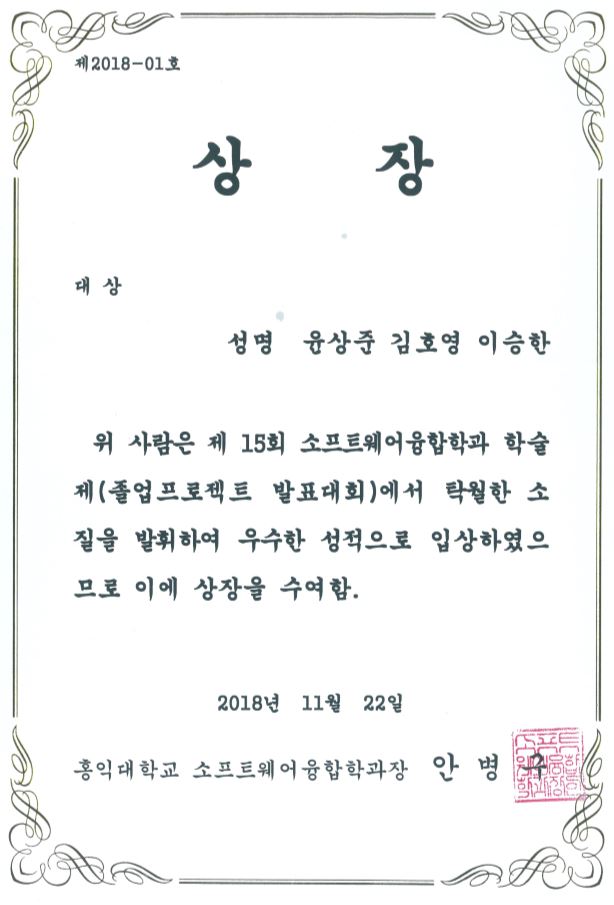 제2018-01호
상 장
대 상
성명 윤상준 김호영 이승한
위 사람은 제 15회 소프트웨어융합학과 학술
제(졸업프로젝트 발표대회)에서 탁월한 소
질을 발휘하여 우수한 성적으로 입상하였으
므로 이에 상장을 수여함.
2018년 11월 22일
홍익대학교 소프트웨어융합학과장 안 병 구